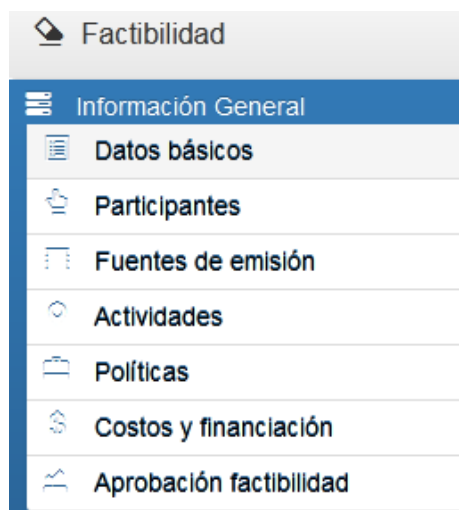 Factibilidad
Información General
Datos básicos
Participantes
Fuentes de emisión
Actividades
Políticas
Costos y financiación
Aprobación factibilidad